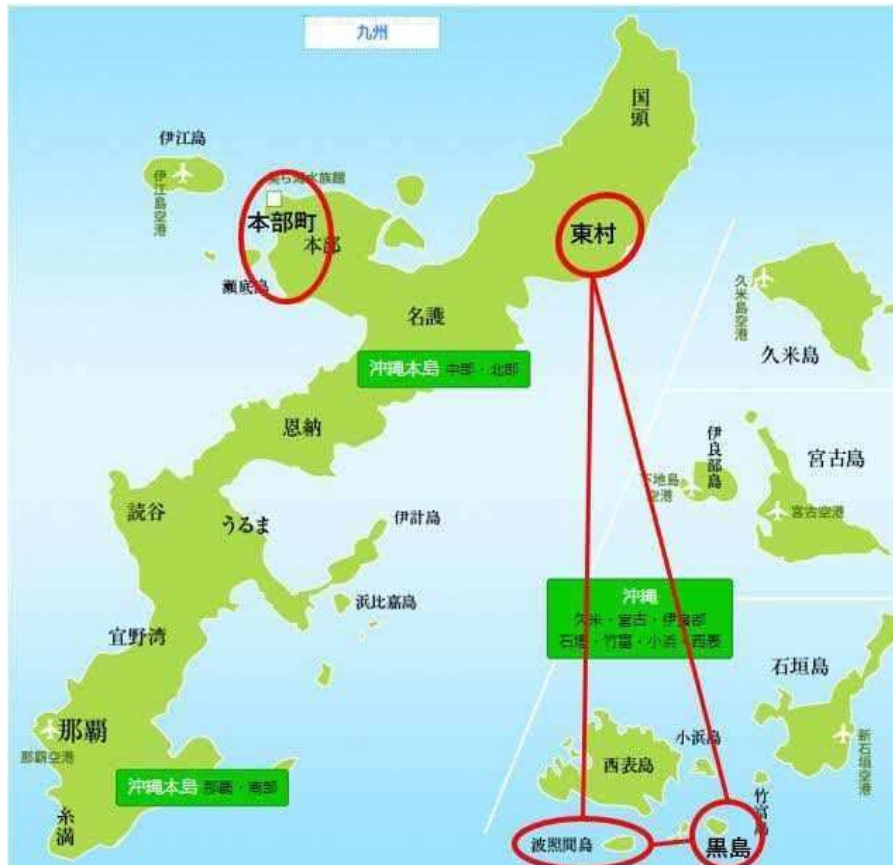 九州
国頭
伊江島
伊江島空港
美ら海水族館
本部町
本部
東村
瀬底島
久米島空港
久米島
名護
沖縄本島 中部・北部
恩納
伊良部島
宮古島
下地島空港
宮古空港
読谷
うるま
伊計島
浜比嘉島
沖縄
久米・宮古・伊良部
石垣・竹富・小浜・西表
宜野湾
石垣島
那覇
那覇空港
小浜島
新石垣空港
西表島
沖縄本島 那覇・南部
竹富島
糸満
波照間島
黒島